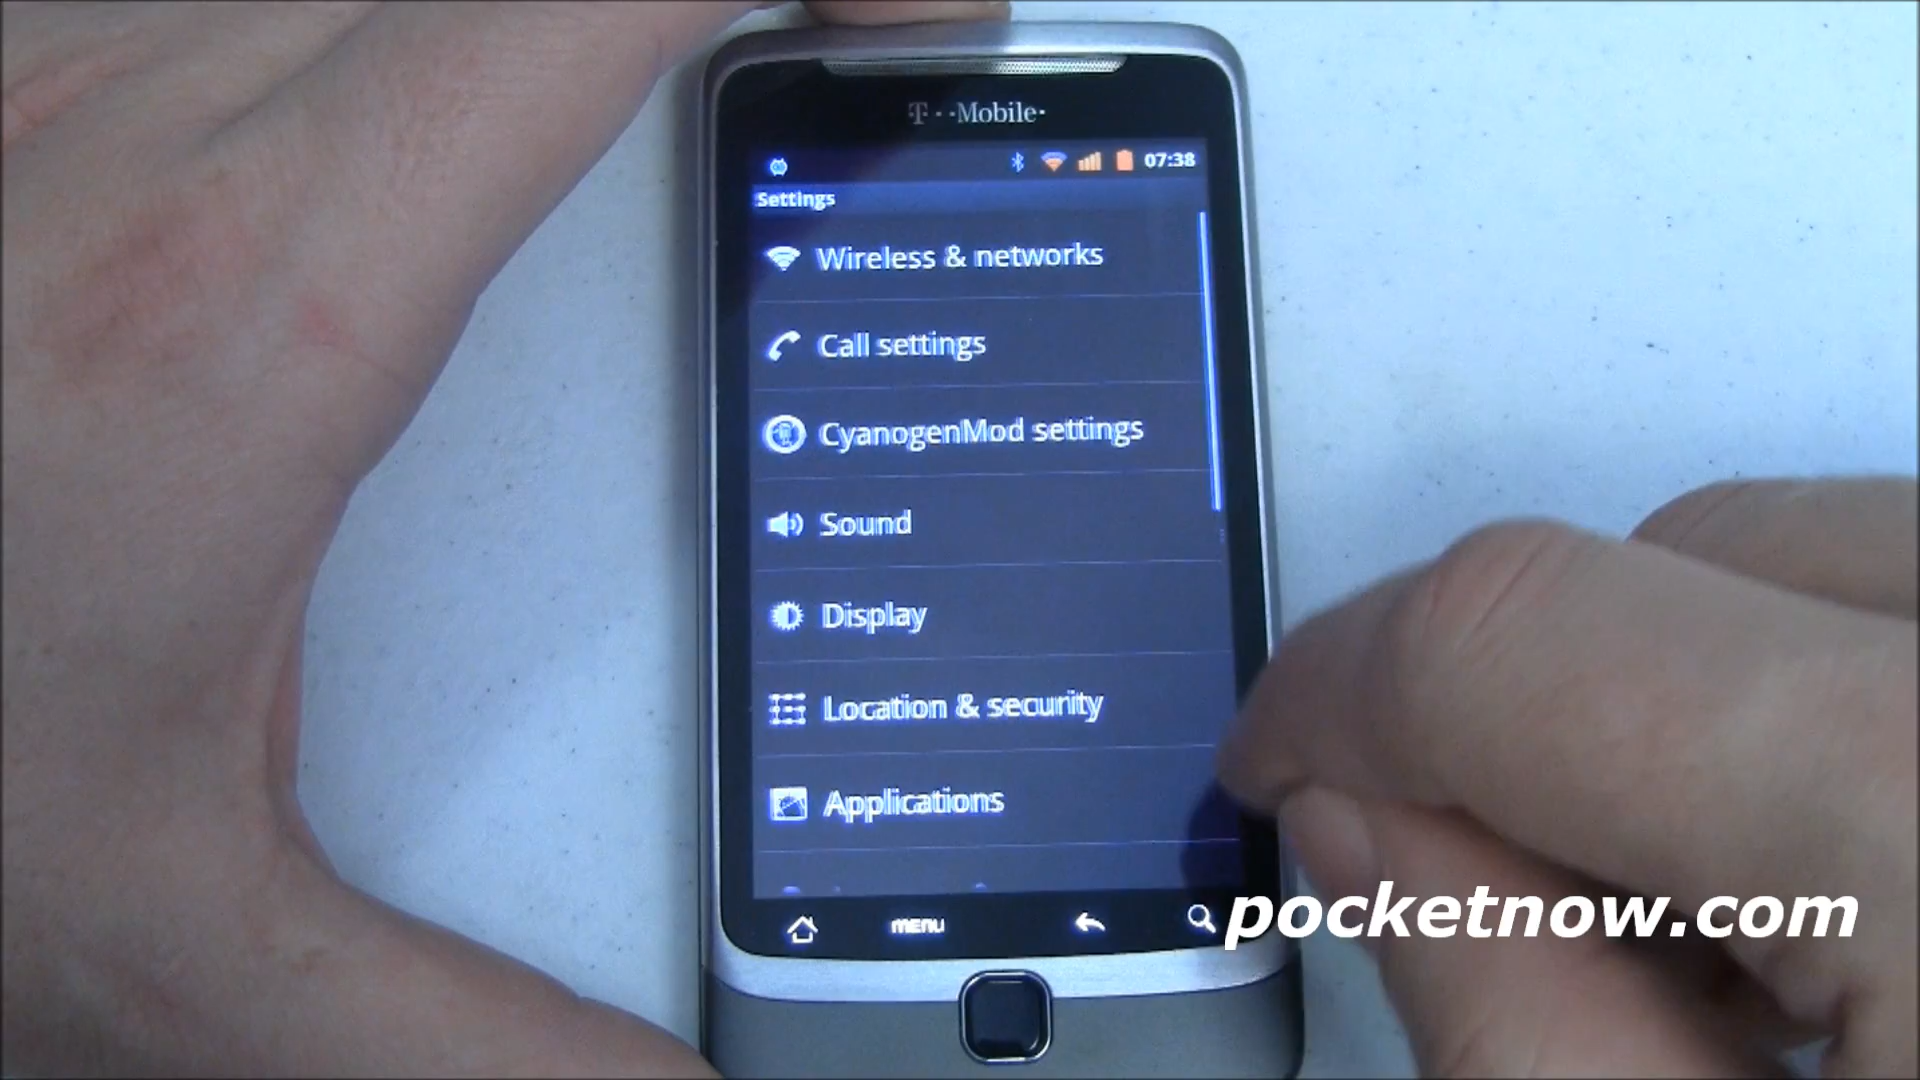 T··Mobile·
07:38
Settings
Wireless & networks
Call settings
CyanogenMod settings
Sound
Display
Location & security
Applications
MENU
pocketnow.com